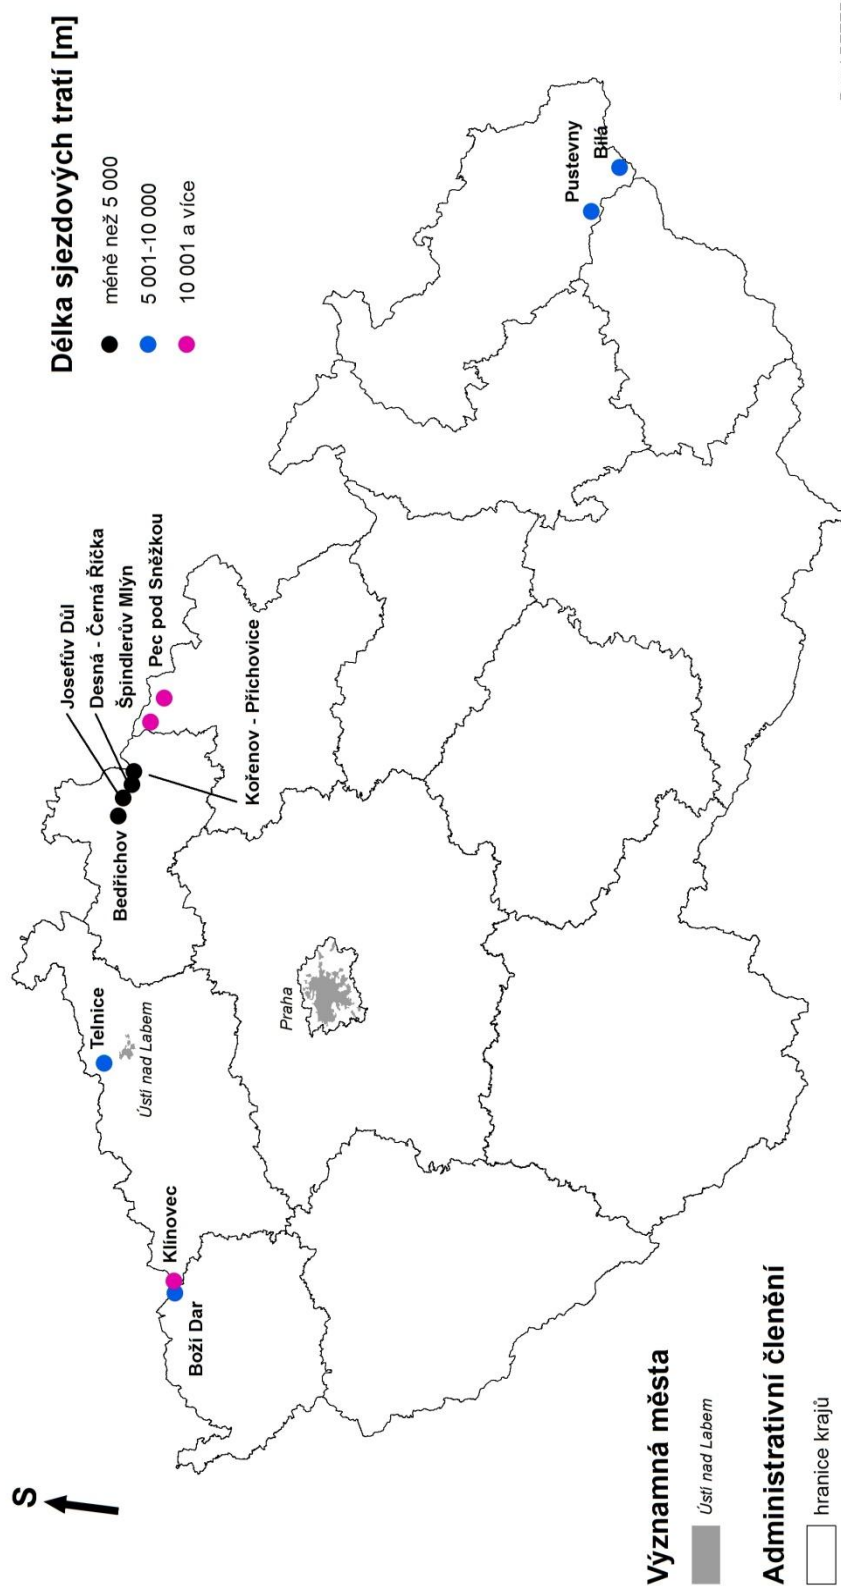 S
Délka sjezdových tratí [m]
méně než 5 000
5 001-10 000
10 001 a více
Josefův Důl
Desná - Černá Říčka
Špindlerův Mlýn
Pec pod Sněžkou
Bedřichov
Kořenov - Příchovice
Telnice
Ústí nad Labem
Klínovec
Boží Dar
Praha
Pustevny
Bílá
Významná města
Ústí nad Labem
Administrativní členění
hranice krajů